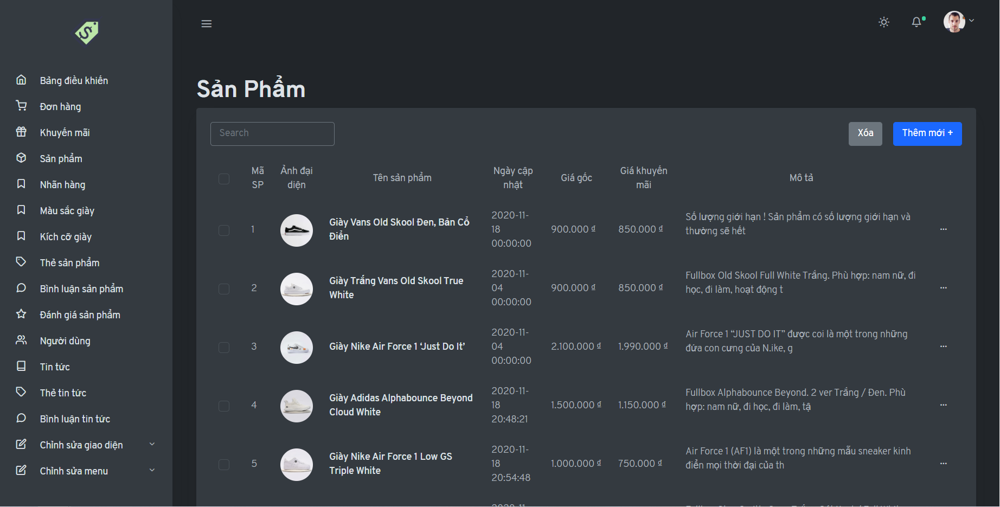 Bảng điều khiển
Đơn hàng
Khuyến mãi
Sản phẩm
Nhãn hàng
Màu sắc giày
Kích cỡ giày
Thẻ sản phẩm
Bình luận sản phẩm
Đánh giá sản phẩm
Người dùng
Tin tức
Thẻ tin tức
Bình luận tin tức
Chỉnh sửa giao diện
Chỉnh sửa menu
Sản Phẩm
Search
Xóa
Thêm mới +
Mã
SP
Ảnh đại
diện
Tên sản phẩm
Ngày cập
nhật
Giá gốc
Giá khuyến
mãi
Mô tả
1
Giày Vans Old Skool Đen, Bản Cổ
Điển
2020-11-
18
00:00:00
900.000 ₫
850.000 ₫
Số lượng giới hạn ! Sản phẩm có số lượng giới hạn và
thường sẽ hết
...
2
Giày Trắng Vans Old Skool True
White
2020-11-
04
00:00:00
900.000 ₫
850.000 ₫
Fullbox Old Skool Full White Trắng. Phù hợp: nam nữ, đi
học, đi làm, hoạt động t
...
3
Giày Nike Air Force 1 ‘Just Do It’
2020-11-
04
00:00:00
2.100.000 ₫
1.990.000 ₫
Air Force 1 “JUST DO IT” được coi là một trong những
đứa con cưng của N.ike, g
...
4
Giày Adidas Alphabounce Beyond
Cloud White
2020-11-
18
20:48:21
1.500.000 ₫
1.150.000 ₫
Fullbox Alphabounce Beyond. 2 ver Trắng / Đen. Phù
hợp: nam nữ, đi học, đi làm, tậ
...
5
Giày Nike Air Force 1 Low GS
Triple White
2020-11-
18
20:54:48
1.000.000 ₫
750.000 ₫
Air Force 1 (AF1) là một trong những mẫu sneaker kinh
điển mọi thời đại của th
...